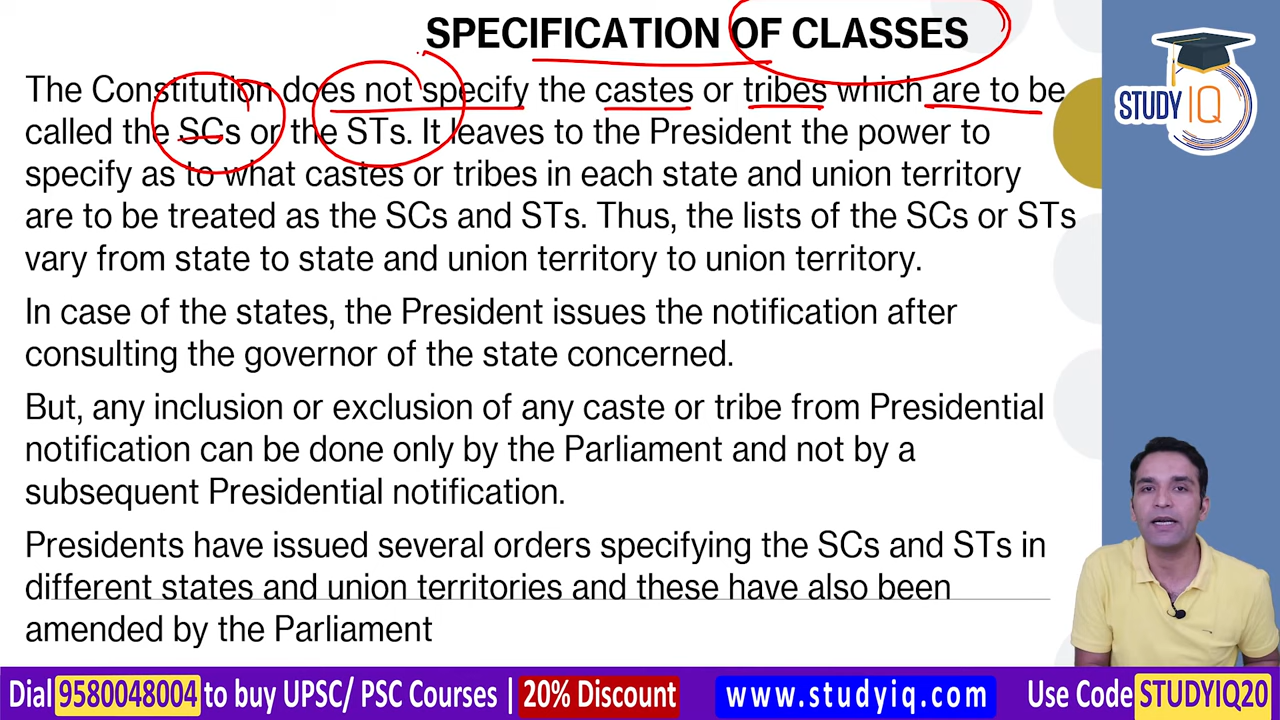 SPECIFICATION OF CLASSES
The Constitution does not specify the castes or tribes which are to be
called the SCs or the STs. It leaves to the President the power to
specify as to what castes or tribes in each state and union territory
are to be treated as the SCs and STs. Thus, the lists of the SCs or STs
vary from state to state and union territory to union territory.
In case of the states, the President issues the notification after
consulting the governor of the state concerned.
But, any inclusion or exclusion of any caste or tribe from Presidential
notification can be done only by the Parliament and not by a
subsequent Presidential notification.
Presidents have issued several orders specifying the SCs and STs in
different states and union territories and these have also been
amended by the Parliament
STUDY IQ
Dial 9580048004 to buy UPSC/ PSC Courses | 20% Discount www.studyiq.com Use Code STUDYIQ20